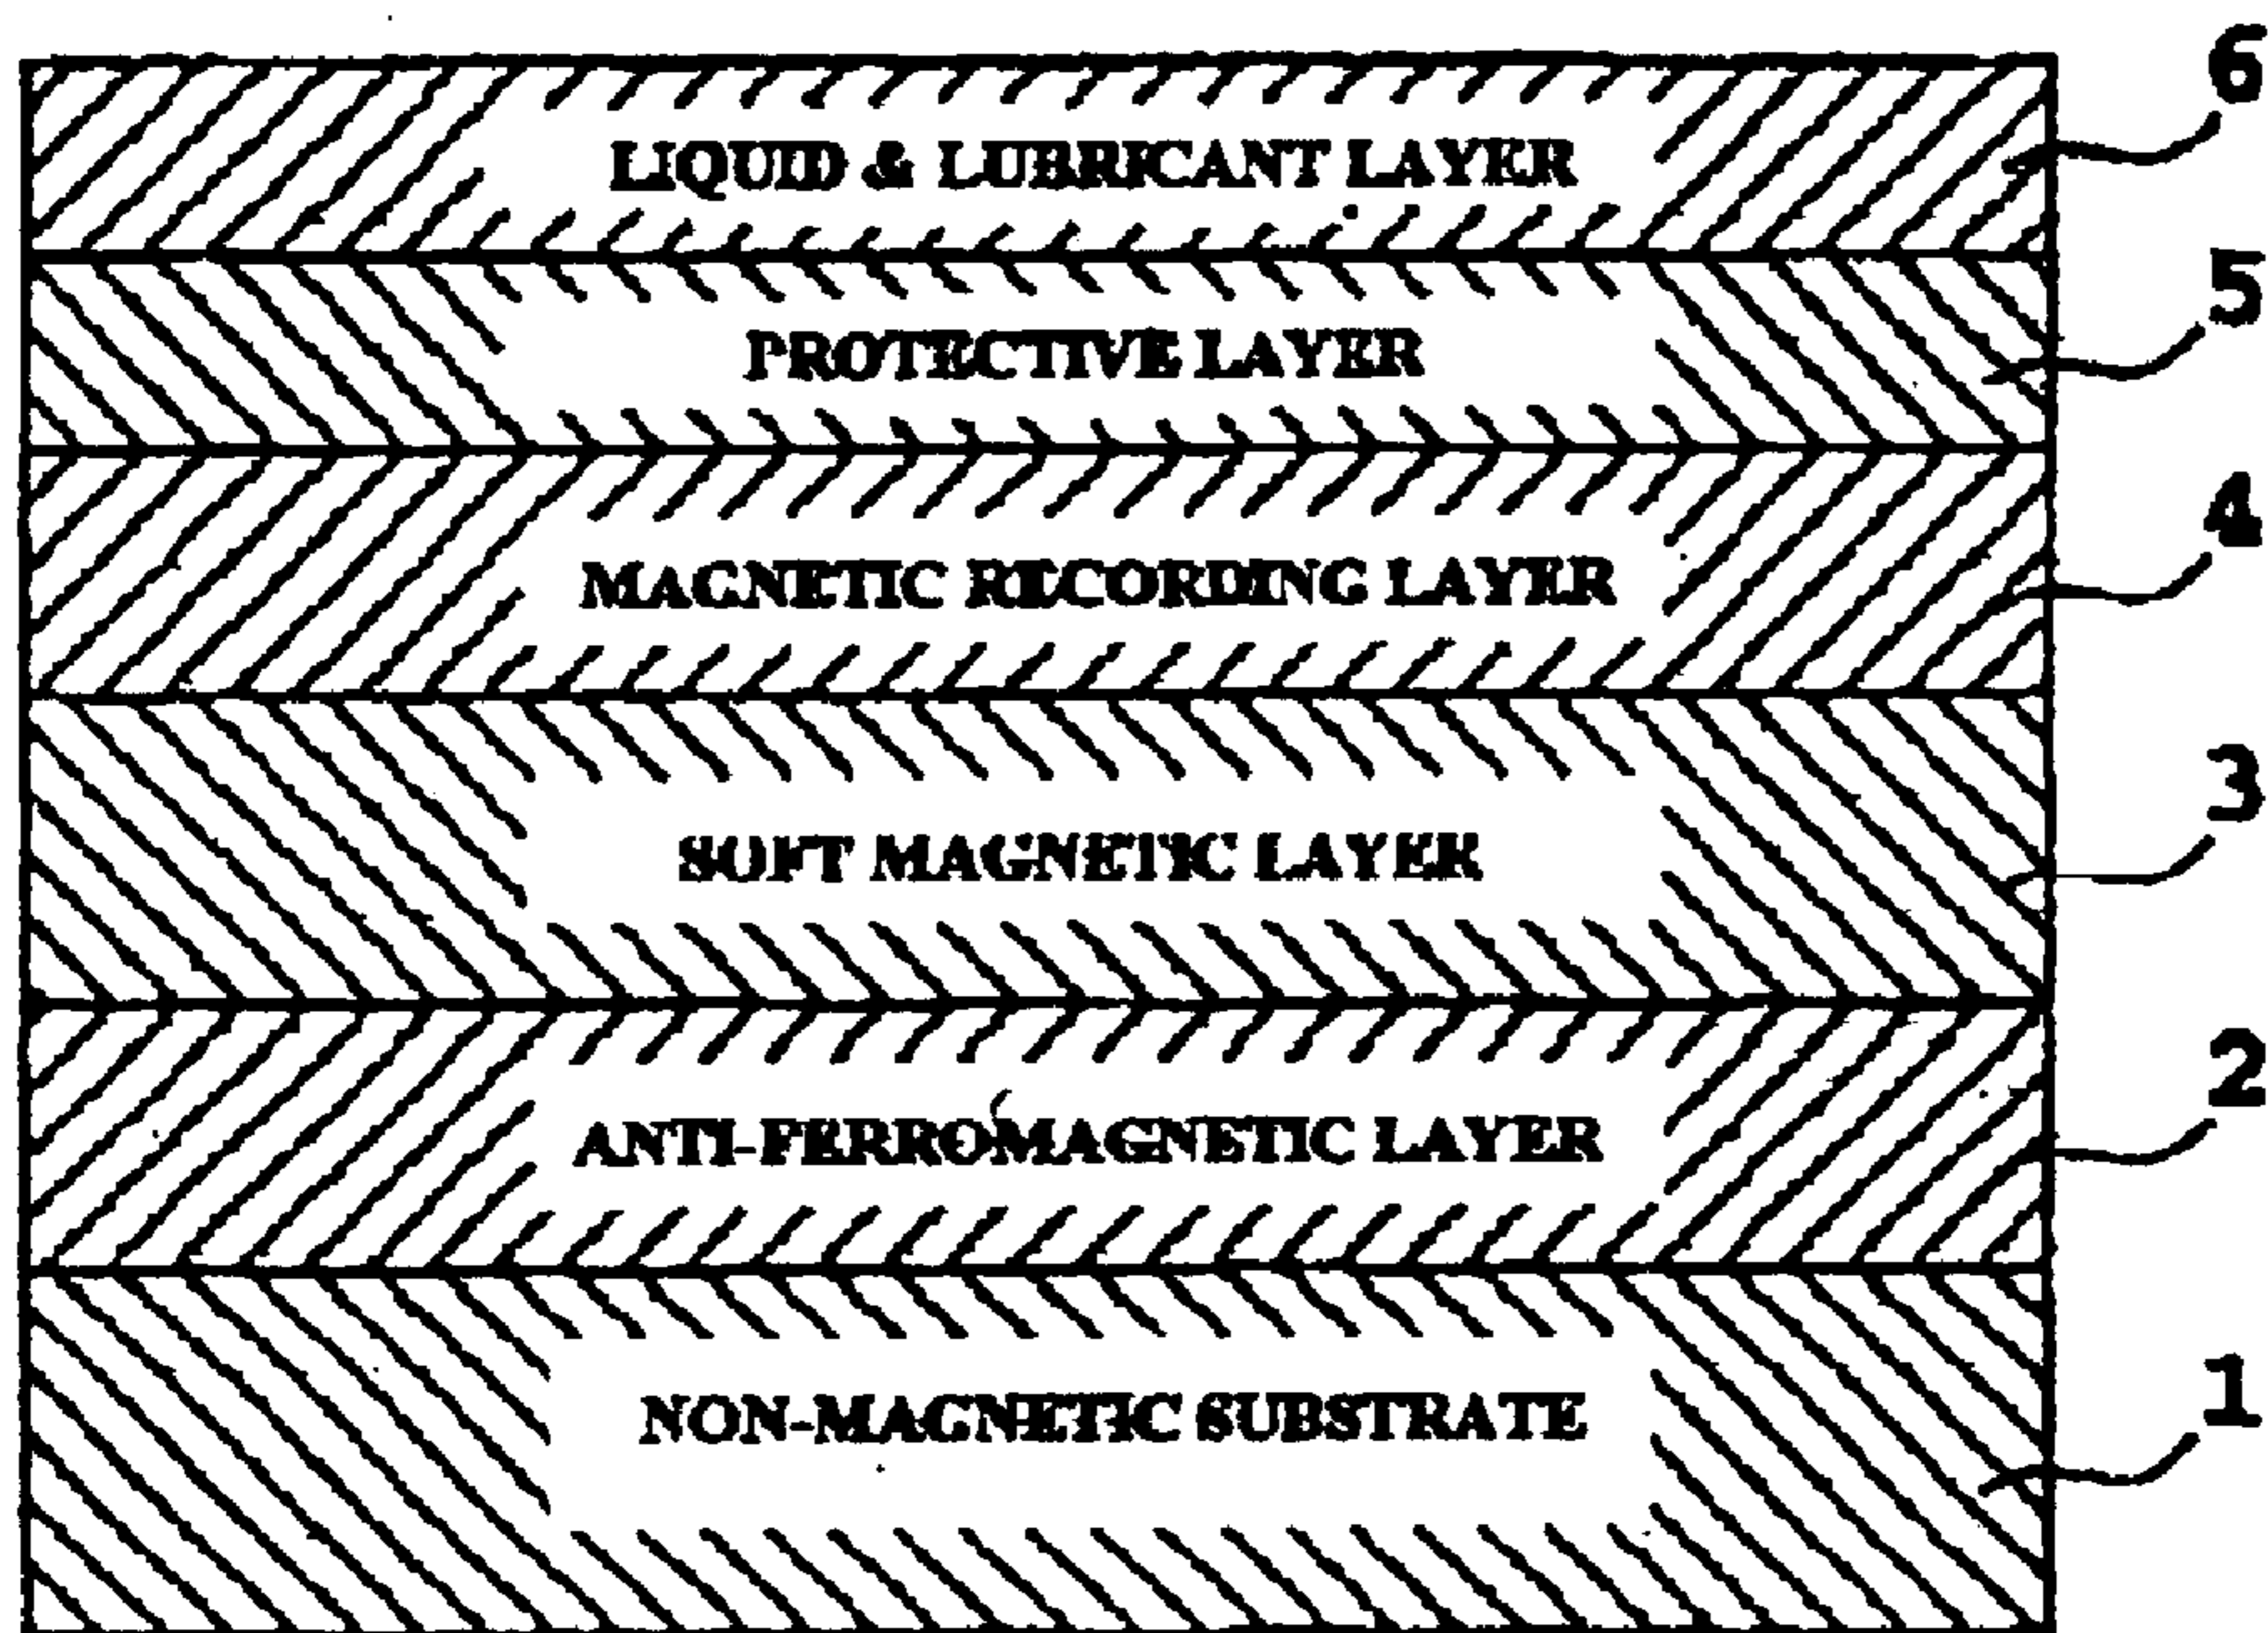 6
LIQUID & LUBRICANT LAYER
5
PROTECTIVE LAYER
4
MAGNETIC RECORDING LAYER
3
SOFT MAGNETIC LAYER
2
ANTI-FERROMAGNETIC LAYER
1
NON-MAGNETIC SUBSTRATE